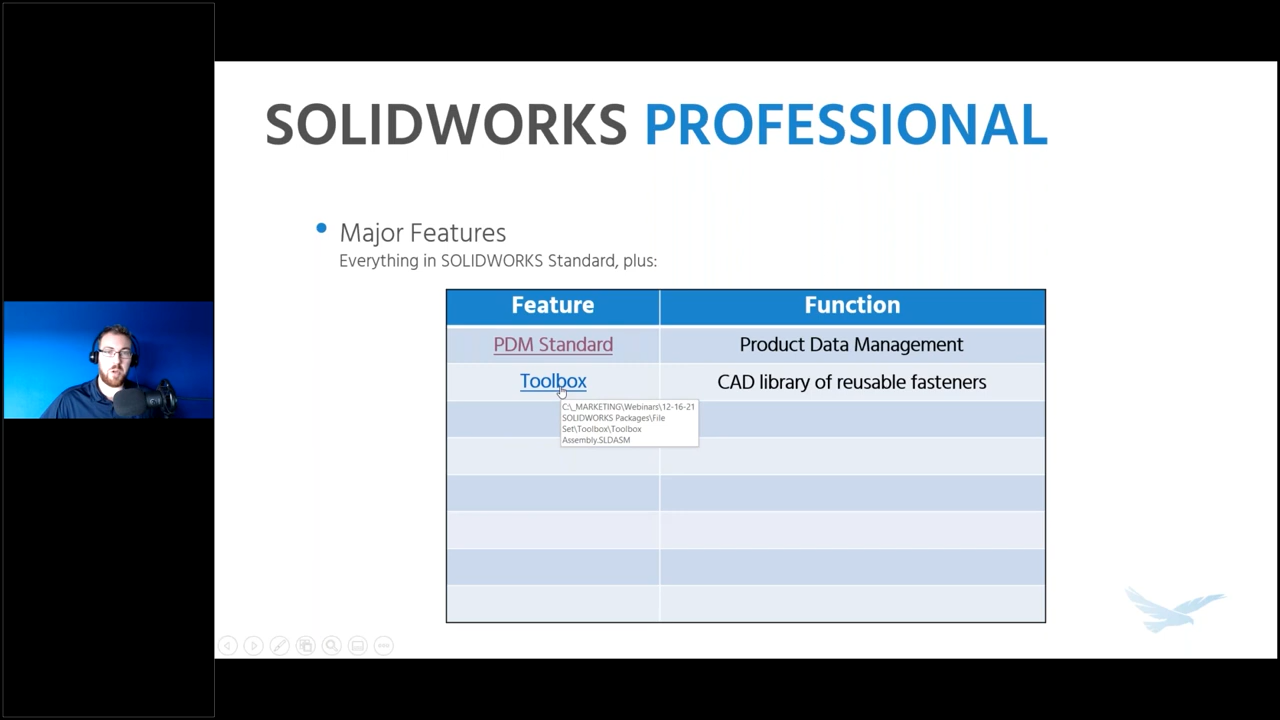 SOLIDWORKS PROFESSIONAL
• Major Features
Everything in SOLIDWORKS Standard, plus:
Feature Function
PDM Standard Product Data Management
Toolbox CAD library of reusable fasteners
C:\_MARKETING\Webinars\12-16-21
SOLIDWORKS Packages\File
Set\Toolbox\Toolbox
Assembly.SLDASM